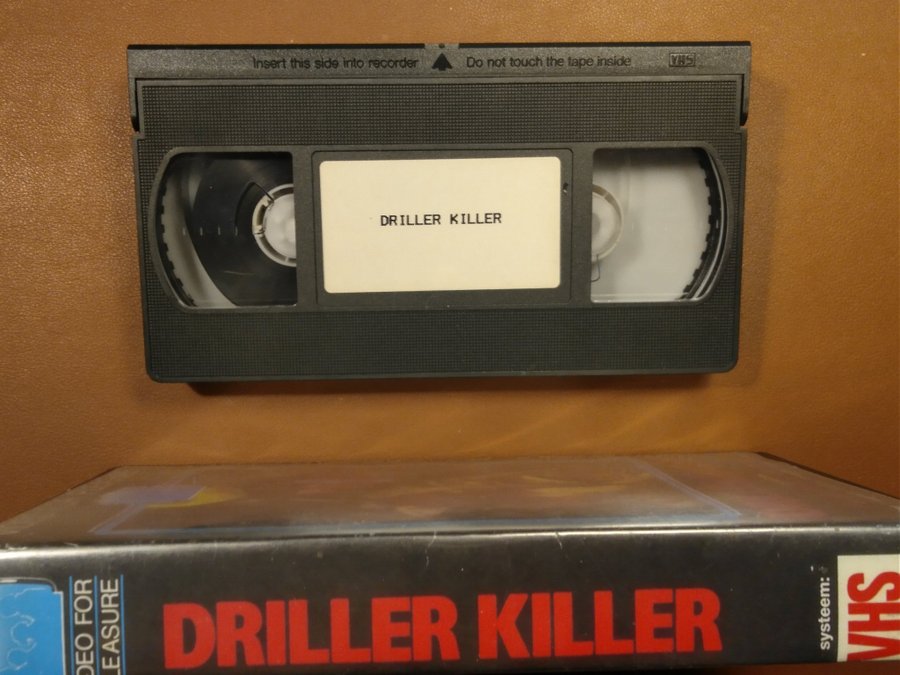 Insert this side into recorder
Do not touch the tape inside
VHS
DRILLER KILLER
DEO FOR
LEASURE
DRILLER KILLER
systeem:
VHS